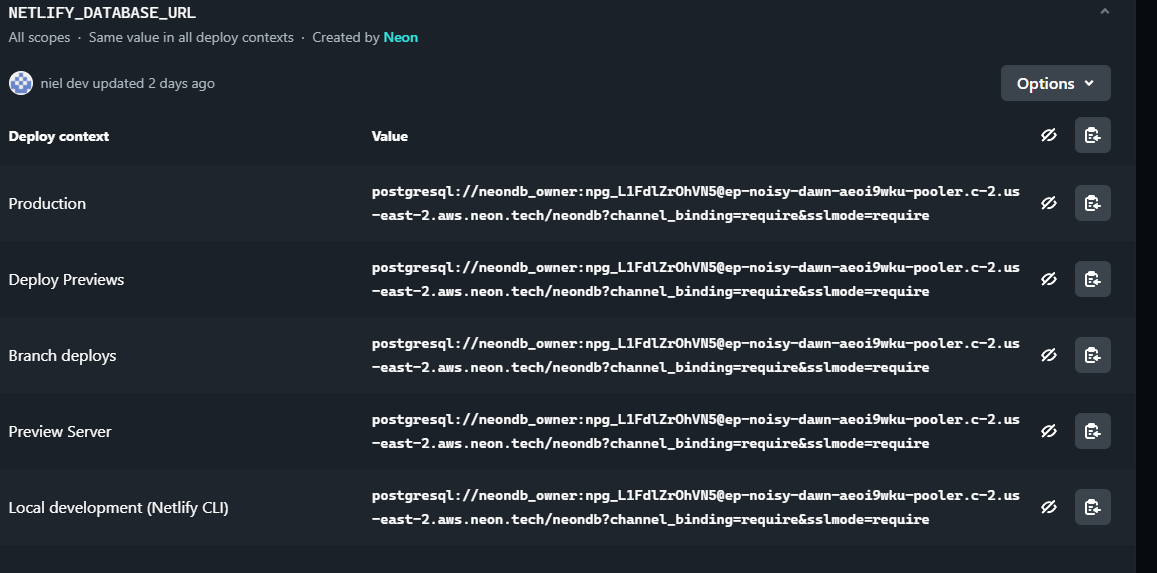 NETLIFY_DATABASE_URL
All scopes · Same value in all deploy contexts · Created by Neon
niel dev updated 2 days ago
Options
Deploy context Value
Production
postgresql://neondb_owner:npg_L1FdlZrOhVN5@ep-noisy-dawn-aeoi9wku-pooler.c-2.us
-east-2.aws.neon.tech/neondb?channel_binding=require&sslmode=require
Deploy Previews
postgresql://neondb_owner:npg_L1FdlZrOhVN5@ep-noisy-dawn-aeoi9wku-pooler.c-2.us
-east-2.aws.neon.tech/neondb?channel_binding=require&sslmode=require
Branch deploys
postgresql://neondb_owner:npg_L1FdlZrOhVN5@ep-noisy-dawn-aeoi9wku-pooler.c-2.us
-east-2.aws.neon.tech/neondb?channel_binding=require&sslmode=require
Preview Server
postgresql://neondb_owner:npg_L1FdlZrOhVN5@ep-noisy-dawn-aeoi9wku-pooler.c-2.us
-east-2.aws.neon.tech/neondb?channel_binding=require&sslmode=require
Local development (Netlify CLI)
postgresql://neondb_owner:npg_L1FdlZrOhVN5@ep-noisy-dawn-aeoi9wku-pooler.c-2.us
-east-2.aws.neon.tech/neondb?channel_binding=require&sslmode=require